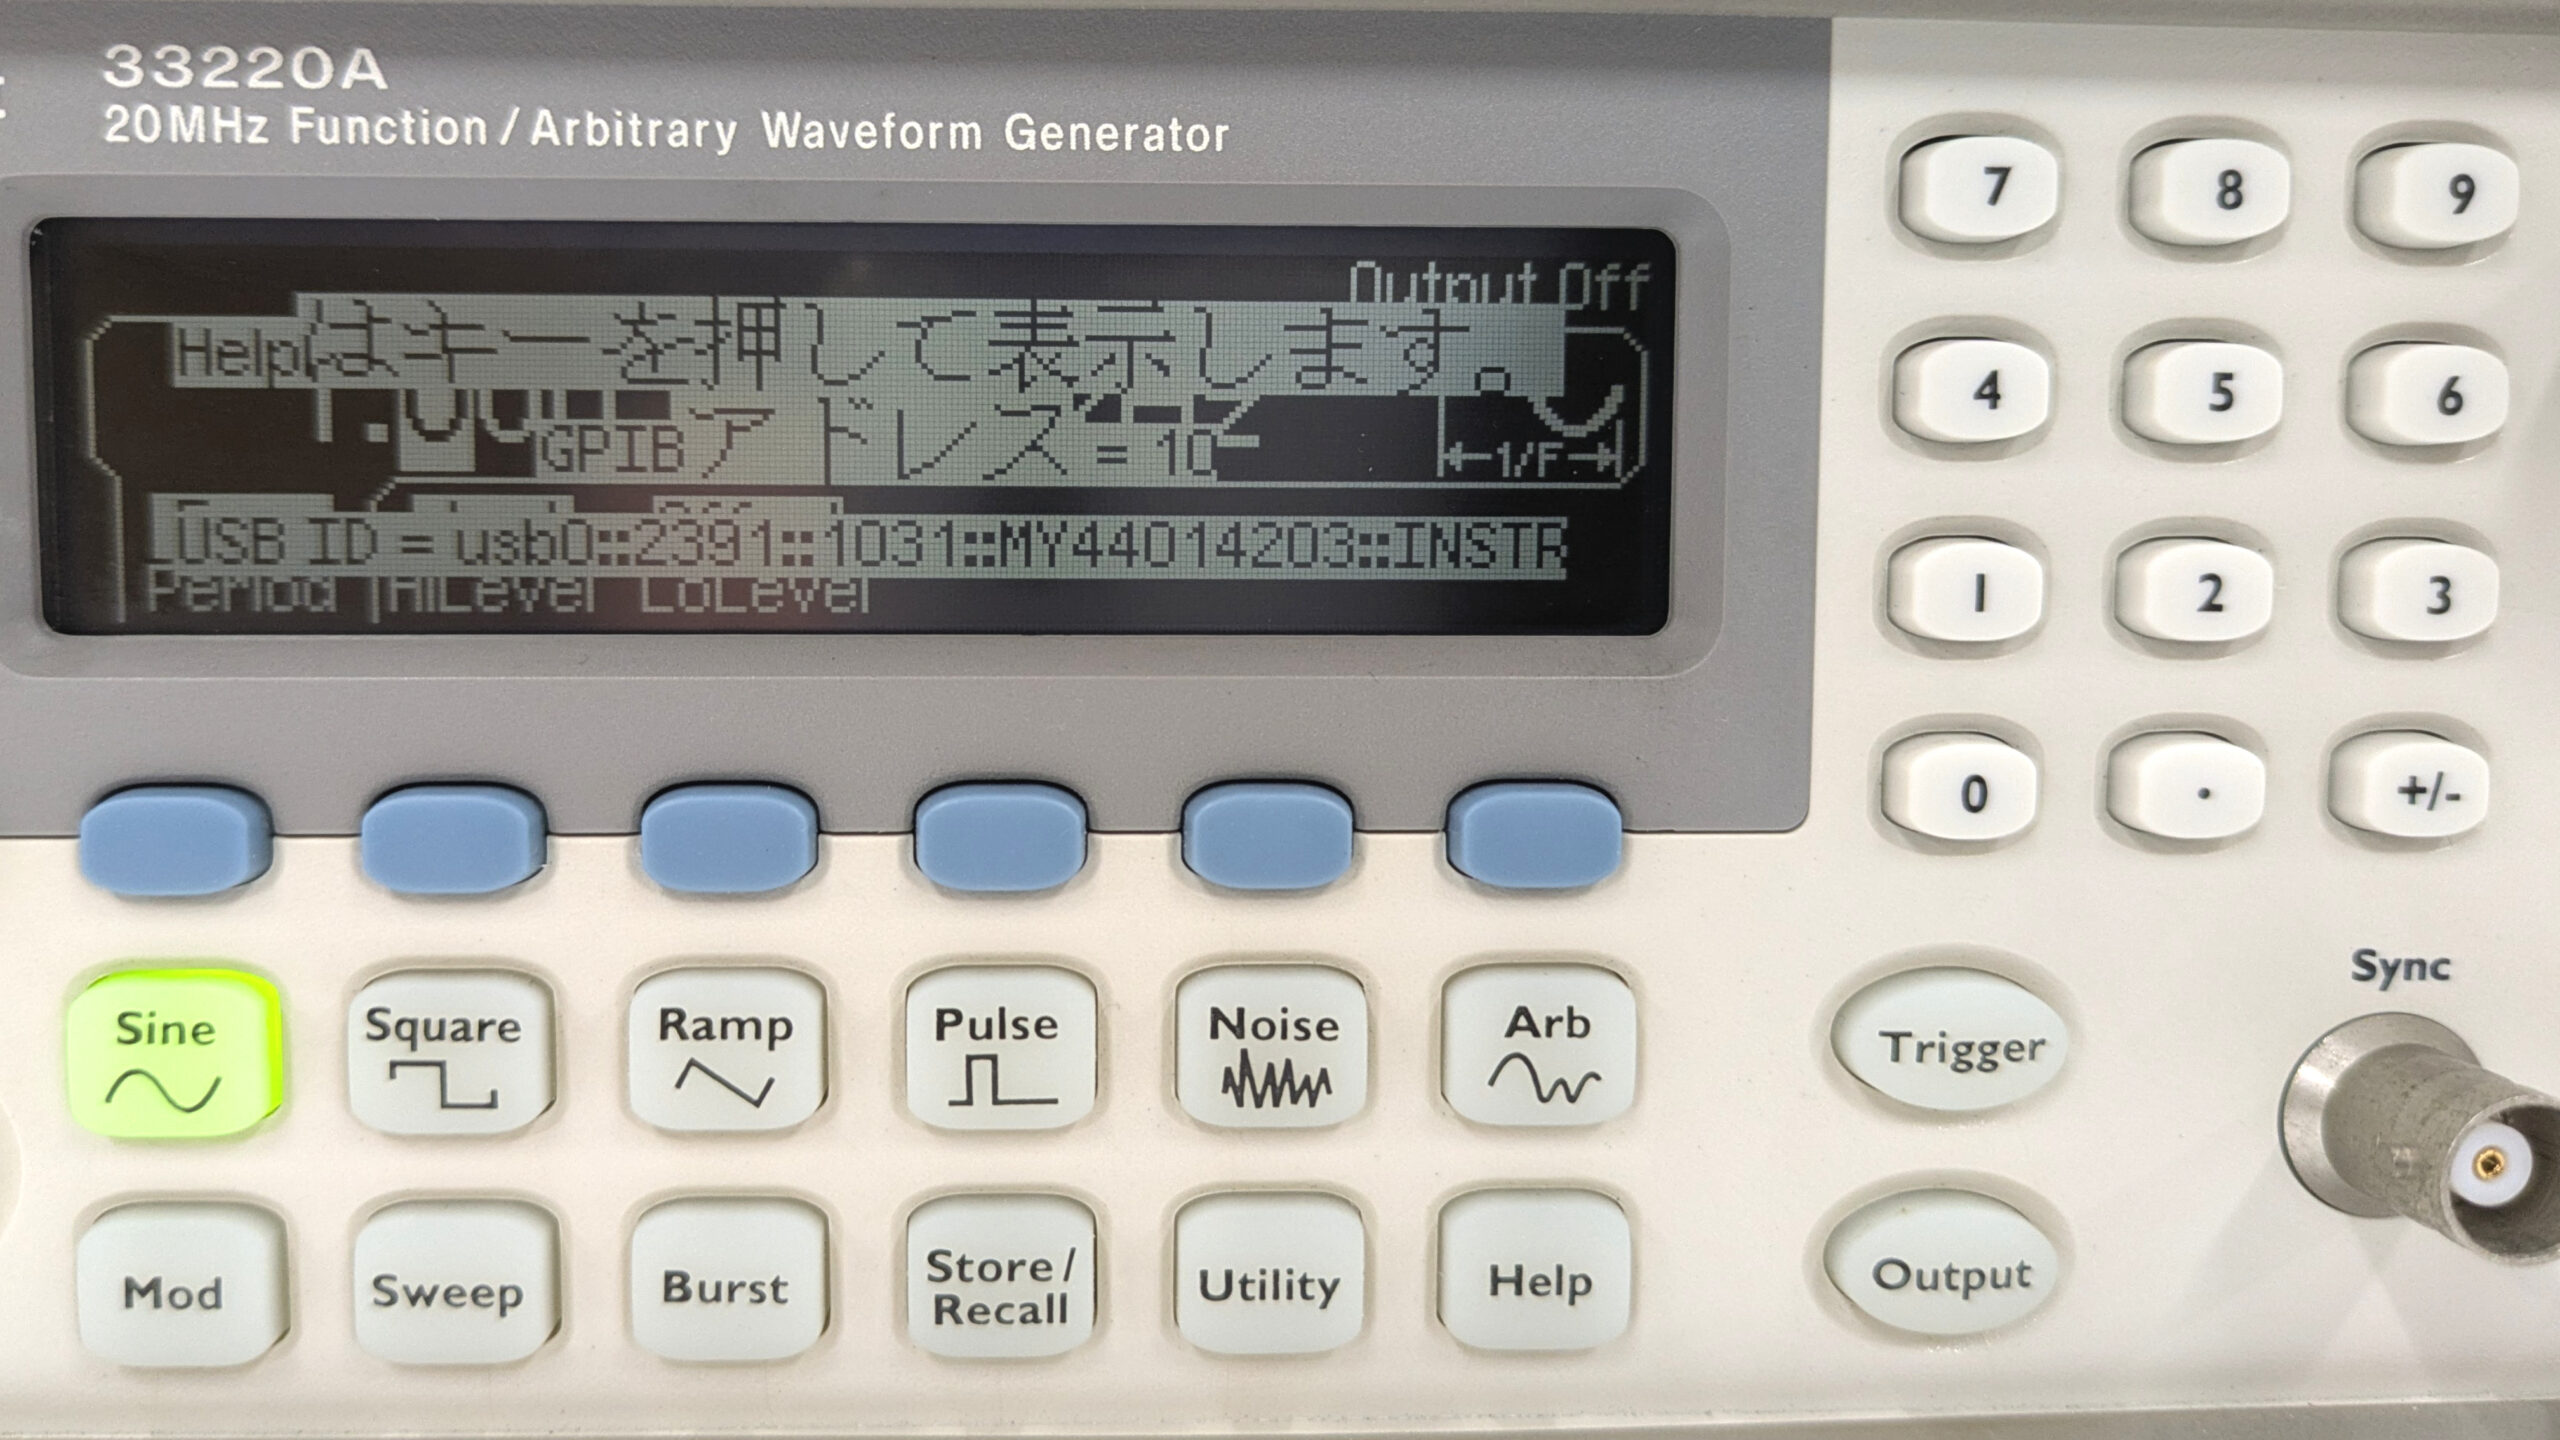 33220A
20MHz Function / Arbitrary Waveform Generator
Output Off
Helpはキーを押して表示します。
GPIBアドレス = 10
1/F
USB ID = usb0::2391::1031::MY44014203::INSTR
Period HiLevel LoLevel
7 8 9
4 5 6
1 2 3
0 . +/-
Sine Square Ramp Pulse Noise Arb
Trigger
Sync
Mod Sweep Burst Store/ Recall Utility Help
Output